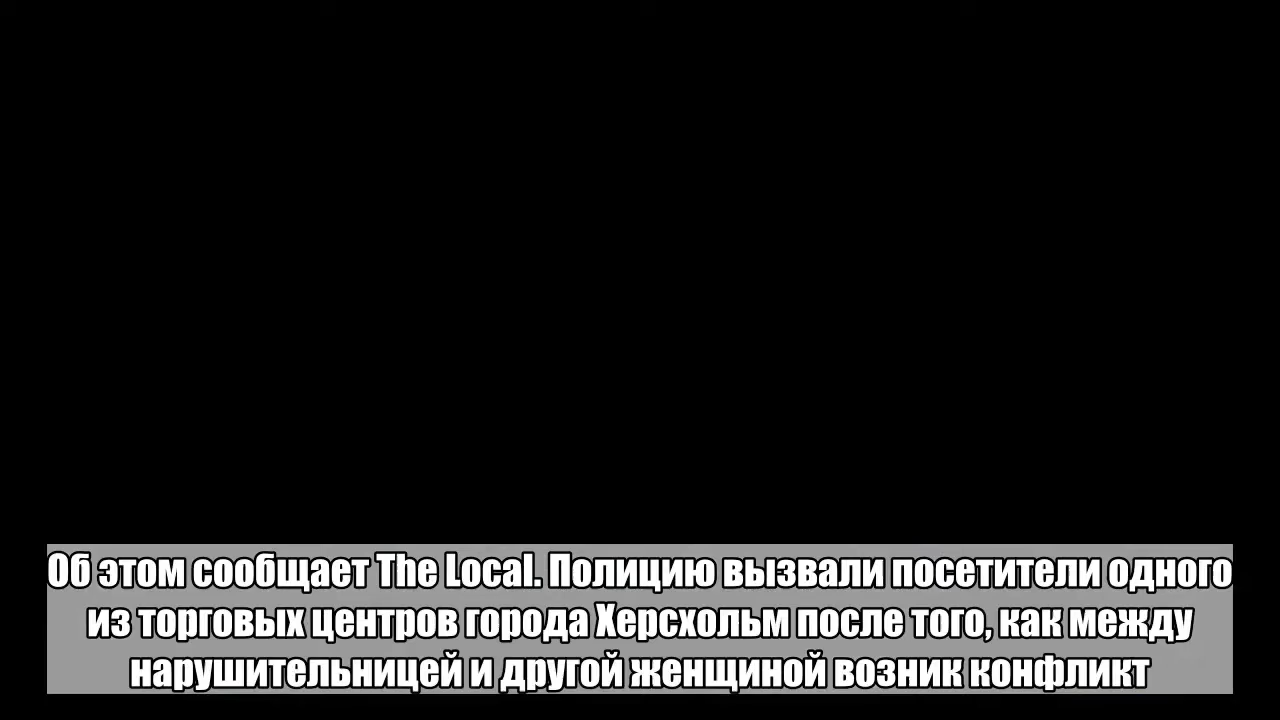 Об этом сообщает The Local. Полицию вызвали посетители одного
из торговых центров города Херсхольм после того, как между
нарушительницей и другой женщиной возник конфликт